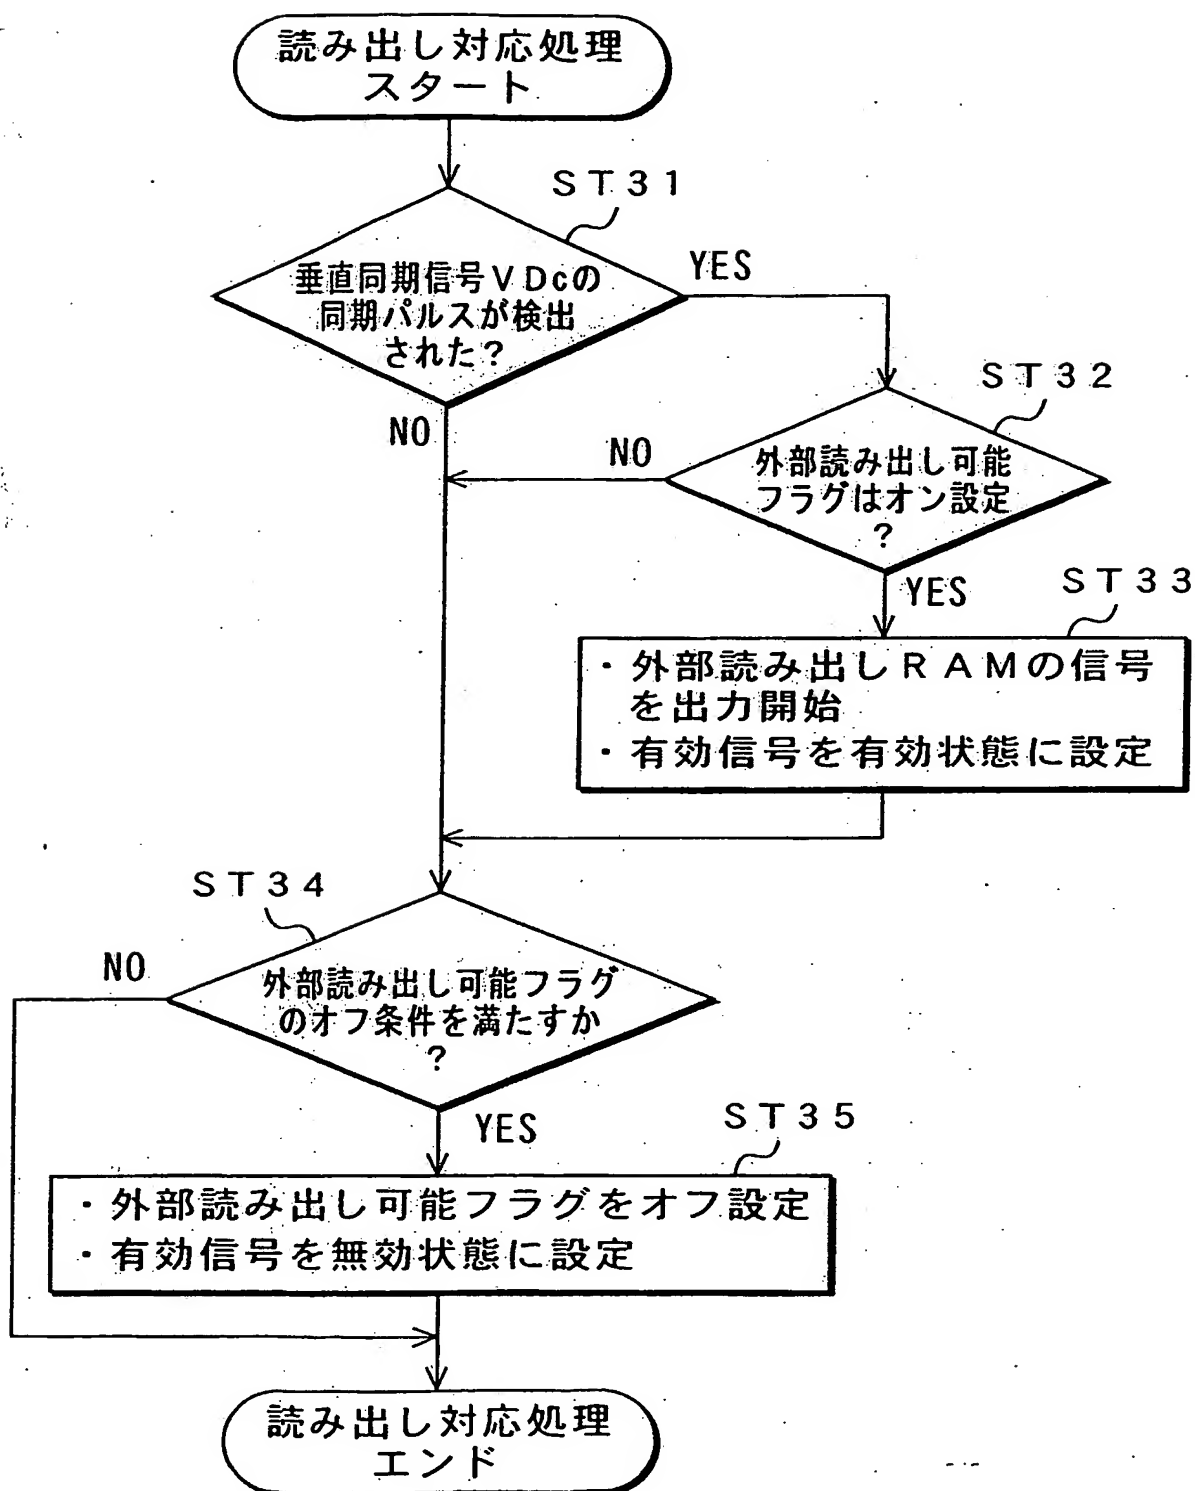 読み出し対応処理
スタート
ＳＴ３１
垂直同期信号ＶＤcの
同期パルスが検出
された？
YES
NO
ＳＴ３２
外部読み出し可能
フラグはオン設定
？
NO
YES
ＳＴ３３
・外部読み出しＲＡＭの信号
を出力開始
・有効信号を有効状態に設定
ＳＴ３４
外部読み出し可能フラグ
のオフ条件を満たすか
？
NO
YES
ＳＴ３５
・外部読み出し可能フラグをオフ設定
・有効信号を無効状態に設定
読み出し対応処理
エンド